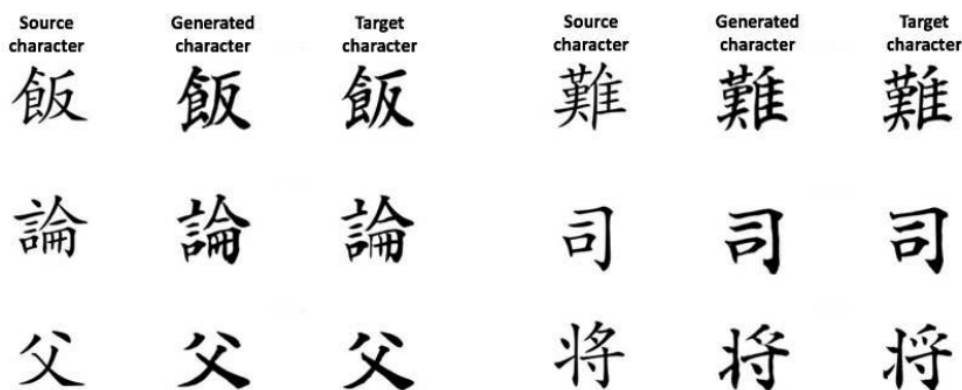 Source character Generated character Target character Source character Generated character Target character
飯 飯 飯 難 難 難
論 論 論 司 司 司
父 父 父 将 将 将